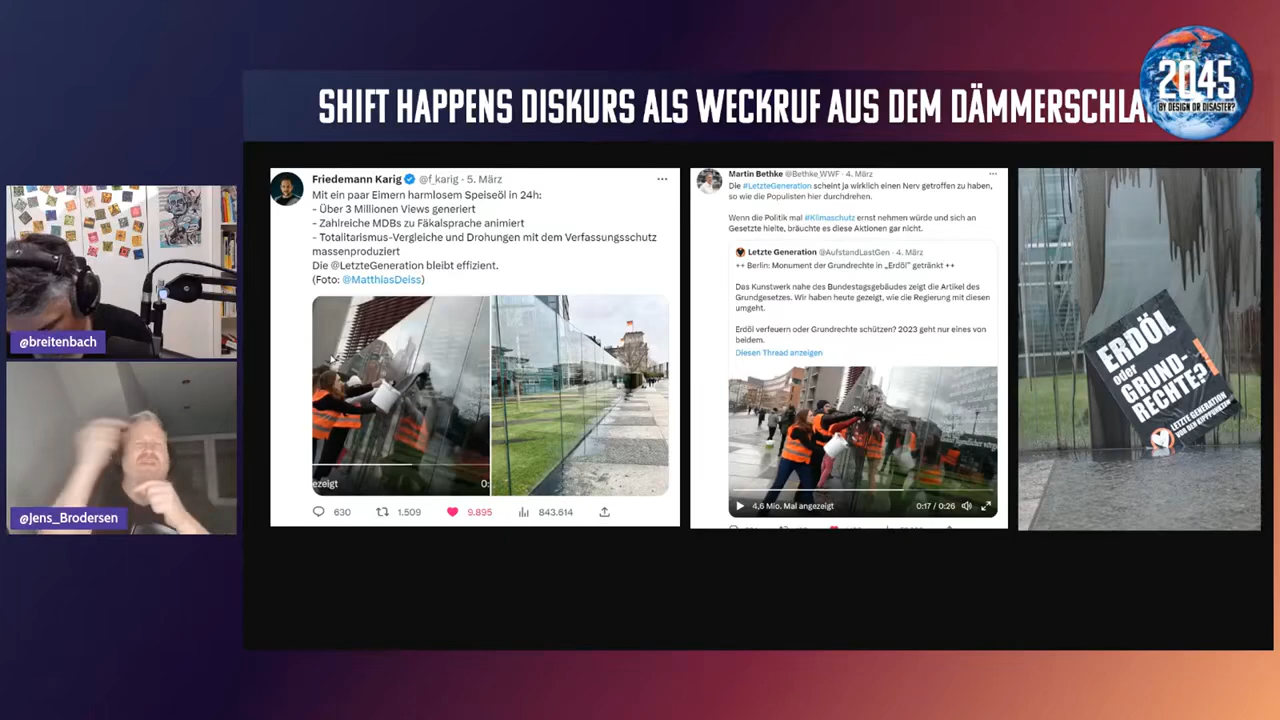 SHIFT HAPPENS DISKURS ALS WECKRUF AUS DEM DÄMMERSCHLA
2045
BY DESIGN OR DISASTER?
@breitenbach
@Jens_Brodersen
Friedemann Karig @f_karig · 5. März
Mit ein paar Eimern harmlosem Speiseöl in 24h:
- Über 3 Millionen Views generiert
- Zahlreiche MDBs zu Fäkalsprache animiert
- Totalitarismus-Vergleiche und Drohungen mit dem Verfassungsschutz
massenproduziert
Die @LetzteGeneration bleibt effizient.
(Foto: @MatthiasDeiss)
ezeigt
0:
630
1.509
9.895
843.614
Martin Bethke @Bethke_WWF · 4. März
Die #LetzteGeneration scheint ja wirklich einen Nerv getroffen zu haben,
so wie die Populisten hier durchdrehen.
Wenn die Politik mal #Klimaschutz ernst nehmen würde und sich an
Gesetzte hielte, bräuchte es diese Aktionen gar nicht.
Letzte Generation @AufstandLastGen · 4. März
++ Berlin: Monument der Grundrechte in „Erdöl" getränkt ++
Das Kunstwerk nahe des Bundestagsgebäudes zeigt die Artikel des
Grundgesetzes. Wir haben heute gezeigt, wie die Regierung mit diesen
umgeht.
Erdöl verfeuern oder Grundrechte schützen? 2023 geht nur eines von
beidem.
Diesen Thread anzeigen
4,6 Mio. Mal angezeigt
0:17 / 0:26
ERDÖL
oder
GRUND-
RECHTE?!
LETZTE GENERATION
VOR DEN KIPPPUNKTEN